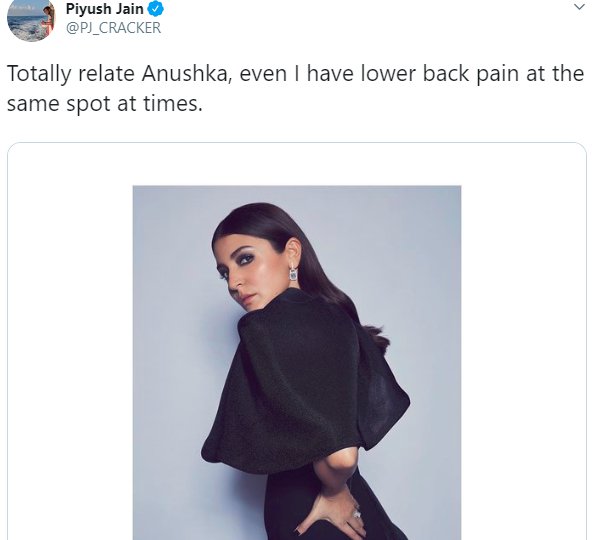 Piyush Jain
@PJ_CRACKER
Totally relate Anushka, even I have lower back pain at the
same spot at times.